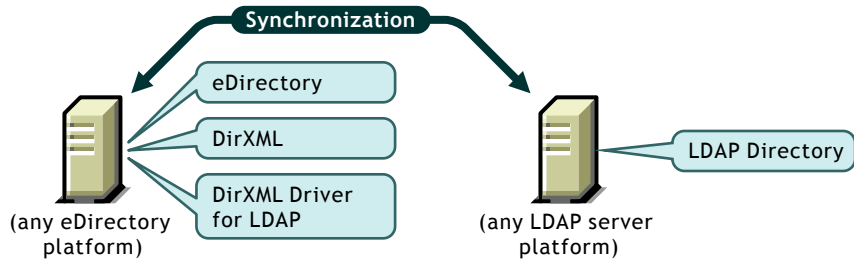 Synchronization
eDirectory
DirXML
DirXML Driver
for LDAP
(any eDirectory
platform)
LDAP Directory
(any LDAP server
platform)